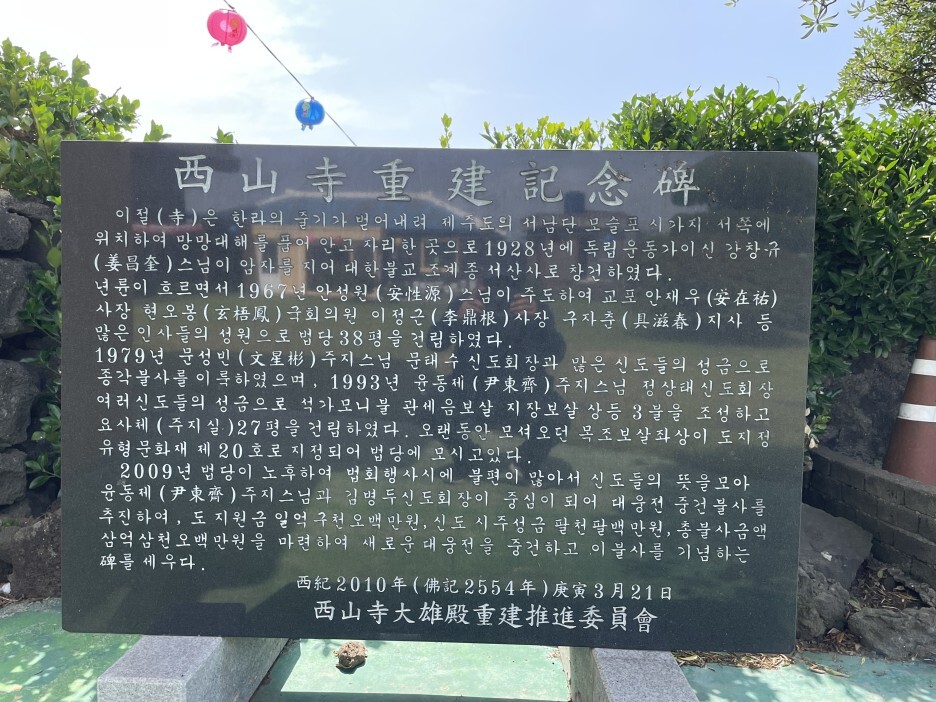 西山寺重建記念碑
이절(寺)은 한라의 줄기가 벋어내려 제주도의 서남단 모슬포 시가지 서쪽에
위치하여 망망대해를 품어 안고 자리한 곳으로 1928년에 독립운동가이신 강창규
(姜昌奎)스님이 암자를 지어 대한불교 조계종 서산사로 창건하였다.
년륜이 흐르면서 1967년 안성원(安性源)스님이 주도하여 교포 안재우(安在祐)
사장 현오봉(玄梧鳳)국회의원 이정근(李鼎根)사장 구자춘(具滋春)지사 등
많은 인사들의 성원으로 법당38평을 건립하였다.
1979년 문성빈(文星彬)주지스님 문태수신도회장과 많은 신도들의 성금으로
종각불사를 이룩하였으며, 1993년 윤동제(尹東齊)주지스님 정상태신도회장
여러신도들의 성금으로 석가모니불 관세음보살 지장보살 상등 3불을 조성하고
요사체(주지실)27평을 건립하였다. 오래동안 모셔오던 목조보살좌상이 도지정
유형문화재 제20호로 지정되어 법당에 모시고있다.
2009년 법당이 노후하여 법회행사시에 불편이 많아서 신도들의 뜻을모아
윤동제(尹東齊)주지스님과 김병두신도회장이 중심이 되어 대웅전 중건불사를
추진하여, 도 지원금 일억구천오백만원, 신도 시주성금 팔천팔백만원, 총불사금액
삼억삼천오백만원을 마련하여 새로운대웅전을 중건하고 이불사를 기념하는
碑를 세우다.
西紀 2010年(佛記 2554年)庚寅 3月 21日
西山寺大雄殿重建推進委員會